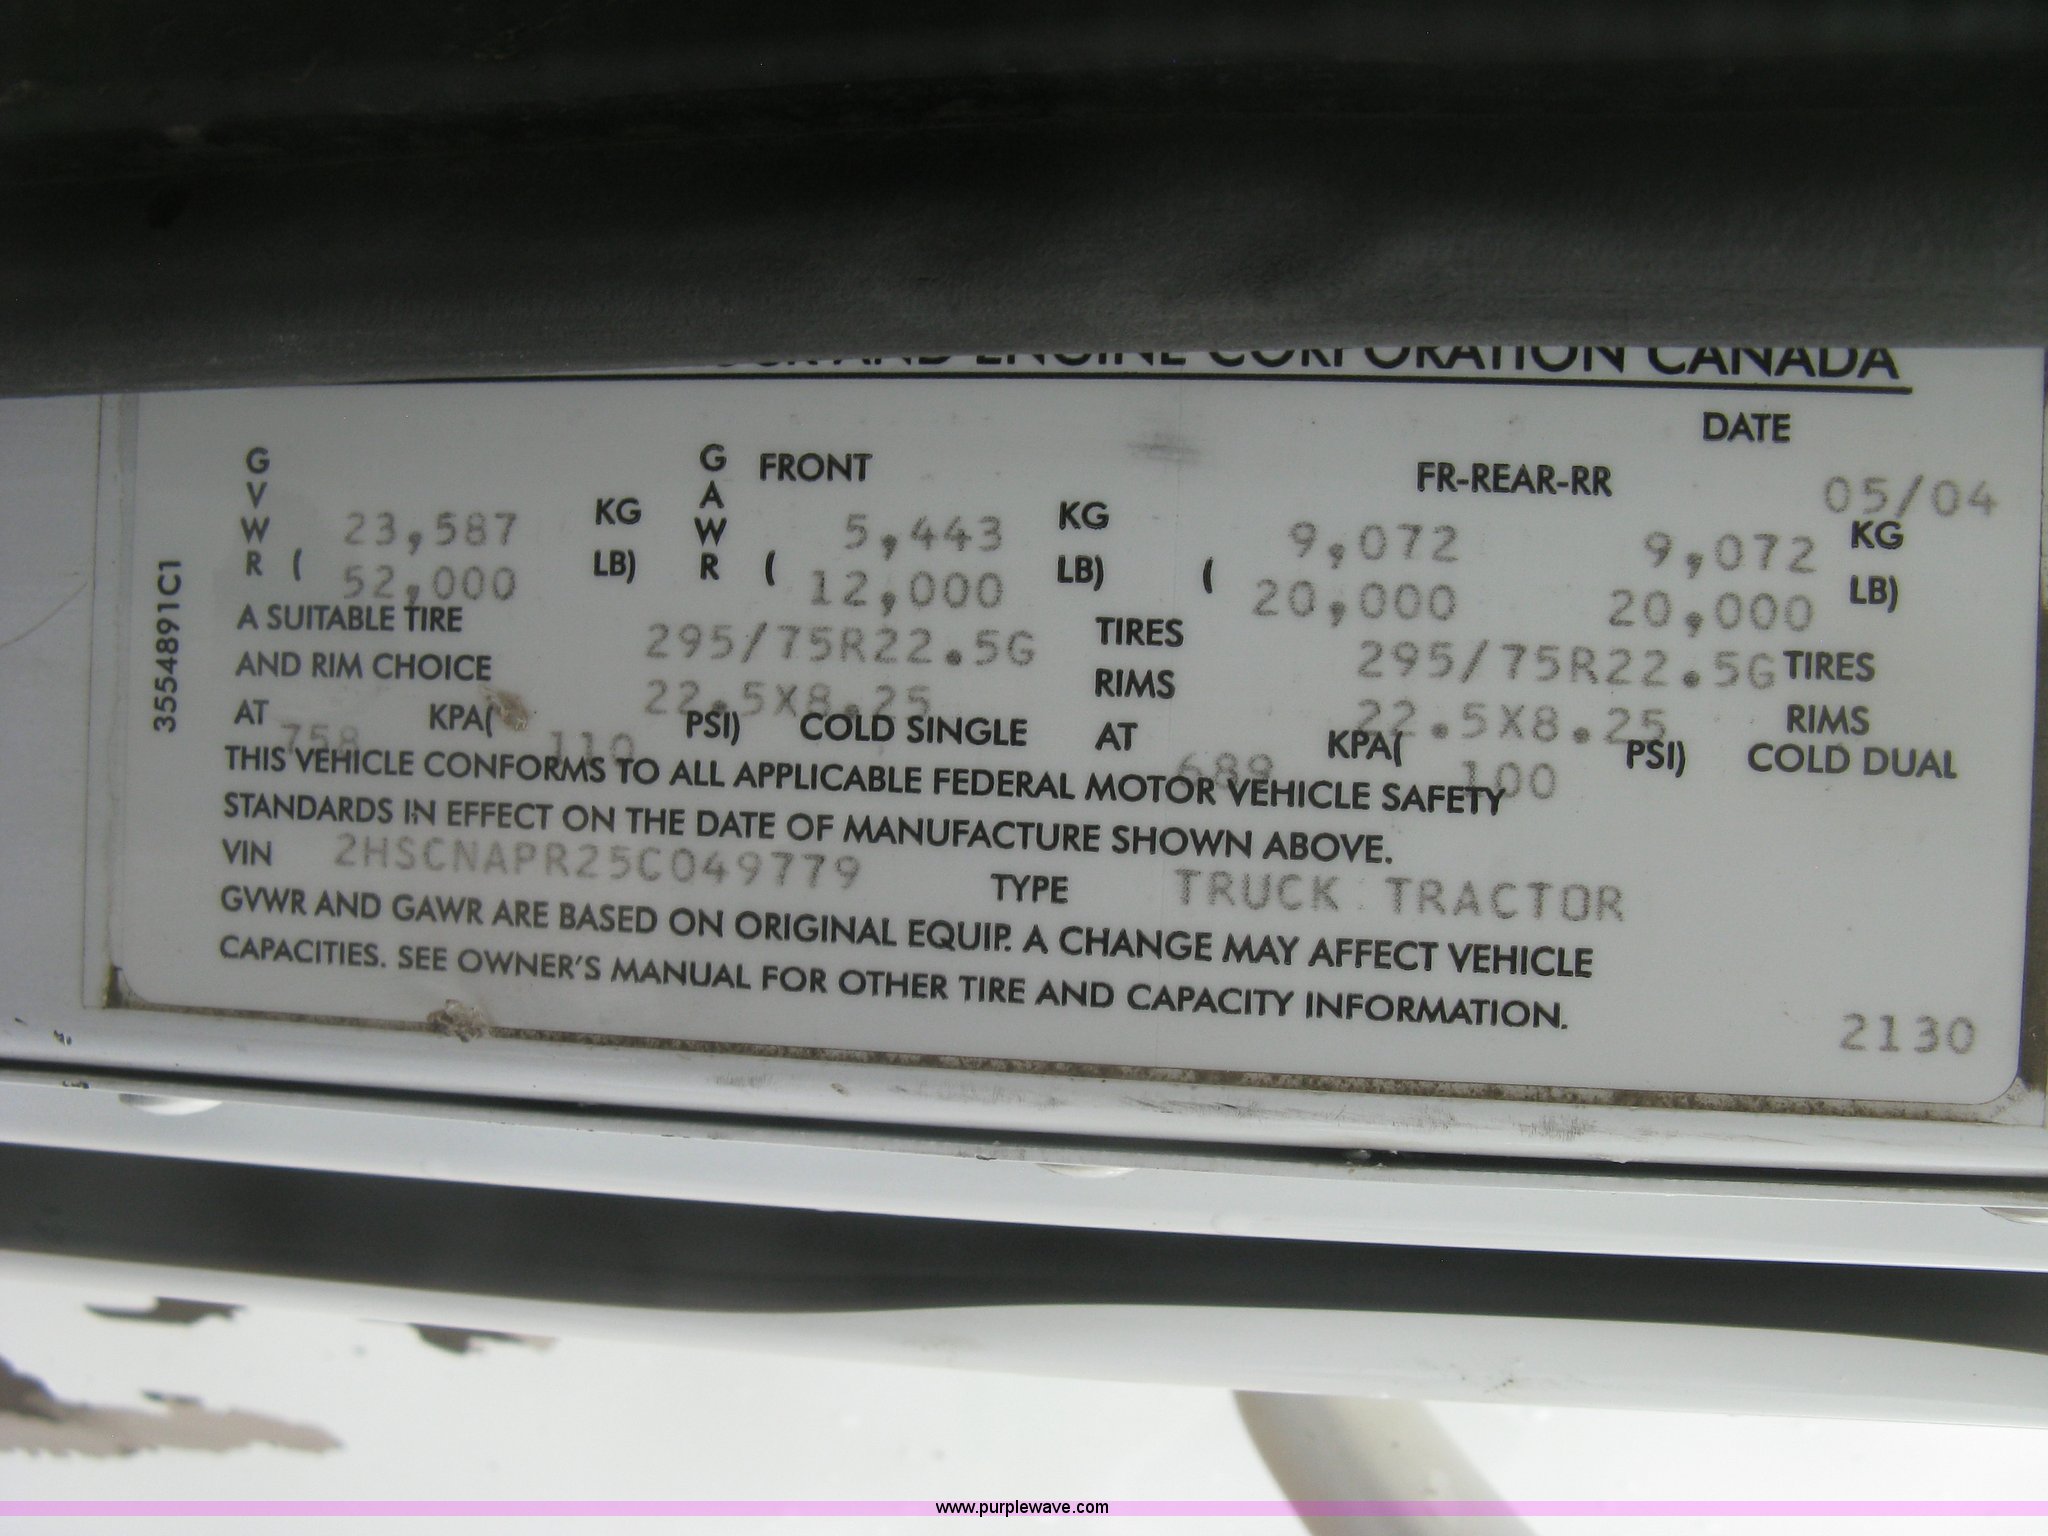 AND ENGINE CORPORATION CANADA
DATE
05/04
GVWR 23,587 KG
( 52,000 LB)
GAWR FRONT
5,443 KG
( 12,000 LB)
FR-REAR-RR
9,072 9,072 KG
( 20,000 20,000 LB)
A SUITABLE TIRE 295/75R22.5G TIRES 295/75R22.5G TIRES
AND RIM CHOICE 22.5X8.25 RIMS 22.5X8.25 RIMS
AT 758 KPA( 110 PSI) COLD SINGLE AT 689 KPA( 100 PSI) COLD DUAL
THIS VEHICLE CONFORMS TO ALL APPLICABLE FEDERAL MOTOR VEHICLE SAFETY
STANDARDS IN EFFECT ON THE DATE OF MANUFACTURE SHOWN ABOVE.
VIN 2HSCNAPR25C049779 TYPE TRUCK TRACTOR
GVWR AND GAWR ARE BASED ON ORIGINAL EQUIP. A CHANGE MAY AFFECT VEHICLE
CAPACITIES. SEE OWNER'S MANUAL FOR OTHER TIRE AND CAPACITY INFORMATION.
2130
3554891C1
www.purplewave.com